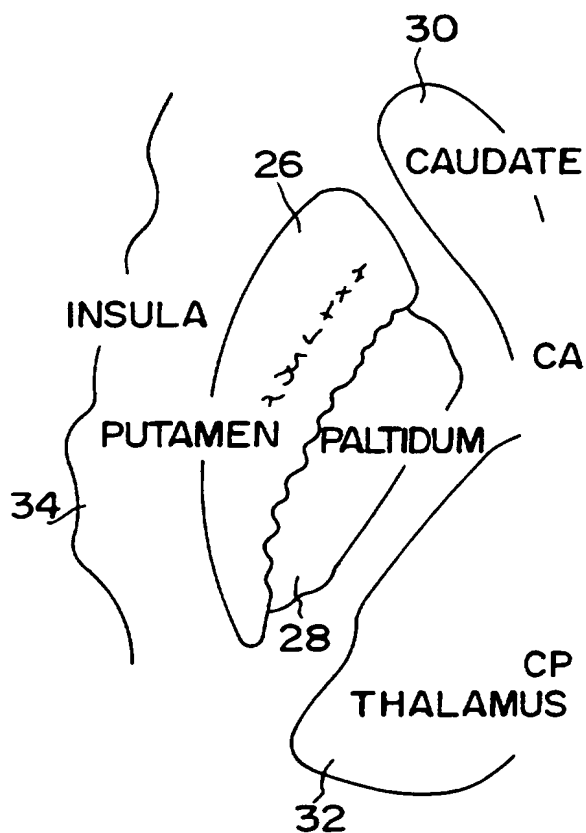 30
CAUDATE
26
INSULA
CA
PUTAMEN PALTIDUM
34
28
CP
THALAMUS
32